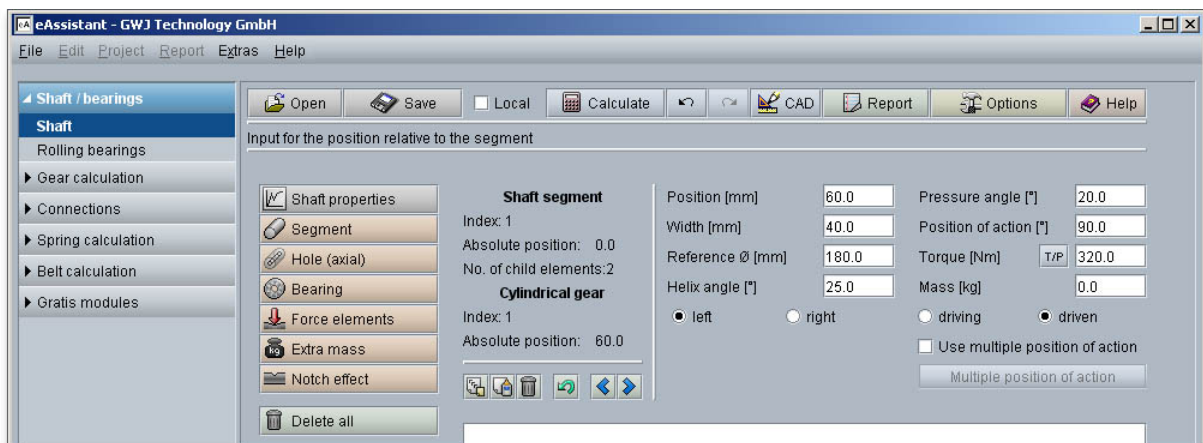 eA eAssistant - GWJ Technology GmbH
File Edit Project Report Extras Help
Shaft / bearings
Shaft
Rolling bearings
Gear calculation
Connections
Spring calculation
Belt calculation
Gratis modules
Open Save Local Calculate CAD Report Options Help
Input for the position relative to the segment
Shaft properties
Segment
Hole (axial)
Bearing
Force elements
kg Extra mass
Notch effect
Delete all
Shaft segment
Index: 1
Absolute position: 0.0
No. of child elements:2
Cylindrical gear
Index: 1
Absolute position: 60.0
Position [mm] 60.0
Width [mm] 40.0
Reference Ø [mm] 180.0
Helix angle [°] 25.0
left right
Pressure angle [°] 20.0
Position of action [°] 90.0
Torque [Nm] T/P 320.0
Mass [kg] 0.0
driving driven
Use multiple position of action
Multiple position of action